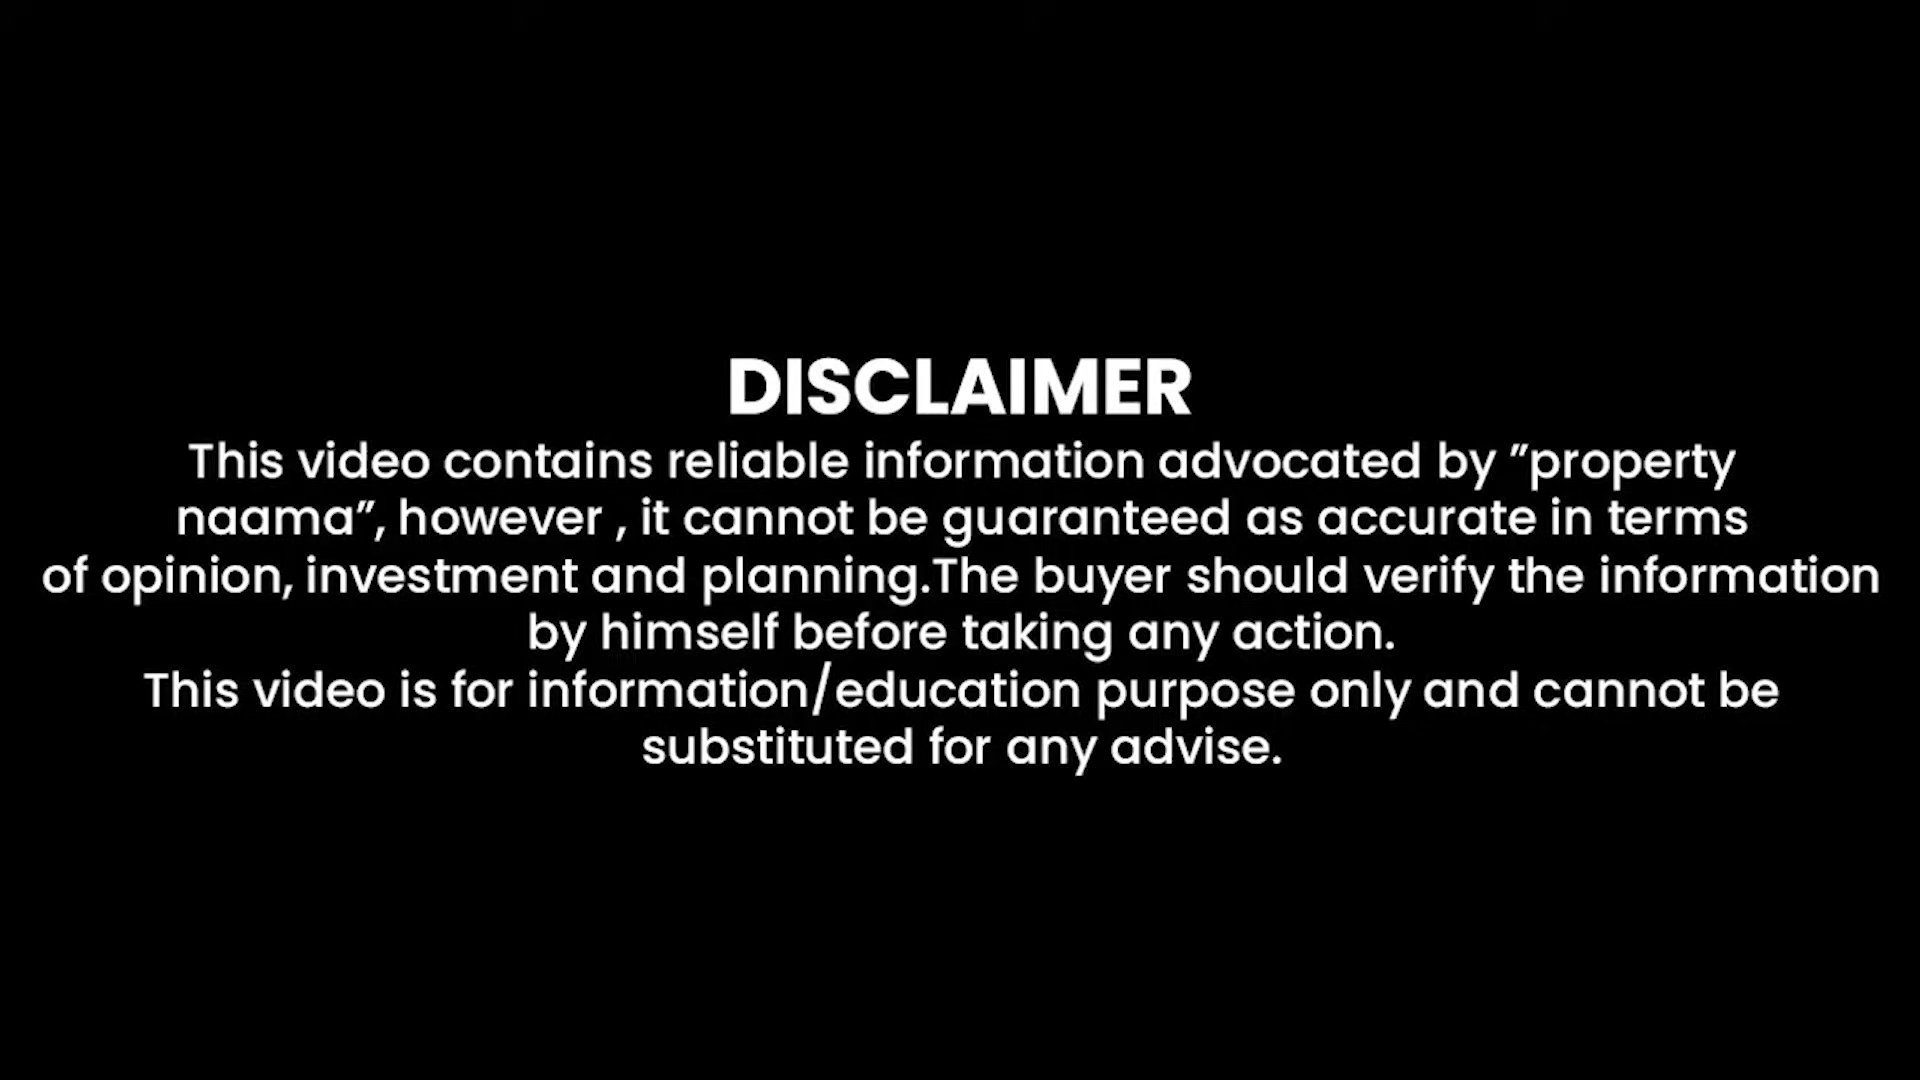 DISCLAIMER
This video contains reliable information advocated by ”property
naama”, however , it cannot be guaranteed as accurate in terms
of opinion, investment and planning.The buyer should verify the information
by himself before taking any action.
This video is for information/education purpose only and cannot be
substituted for any advise.